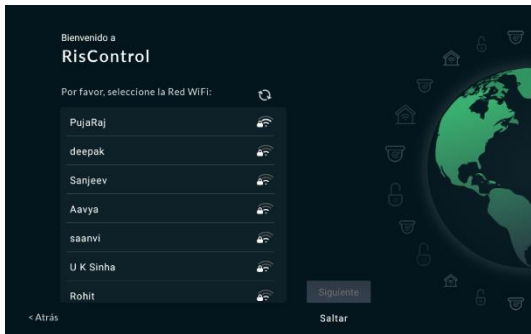 Bienvenido a
RisControl
Por favor, seleccione la Red WiFi:
PujaRaj
deepak
Sanjeev
Aavya
saanvi
U K Sinha
Rohit
Siguiente
< Atrás
Saltar